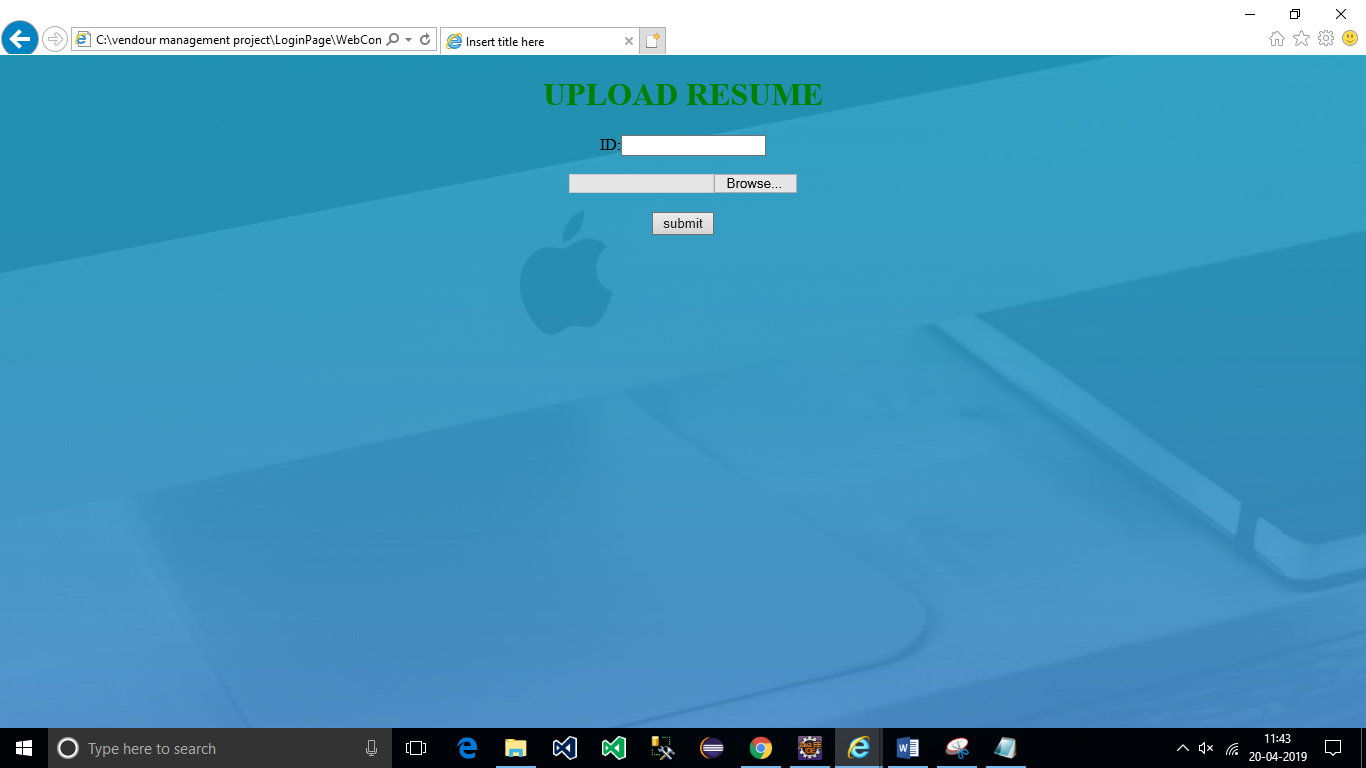 C:\vendour management project\LoginPage\WebCon
Insert title here
UPLOAD RESUME
ID:
Browse...
submit
Type here to search
11:43
20-04-2019